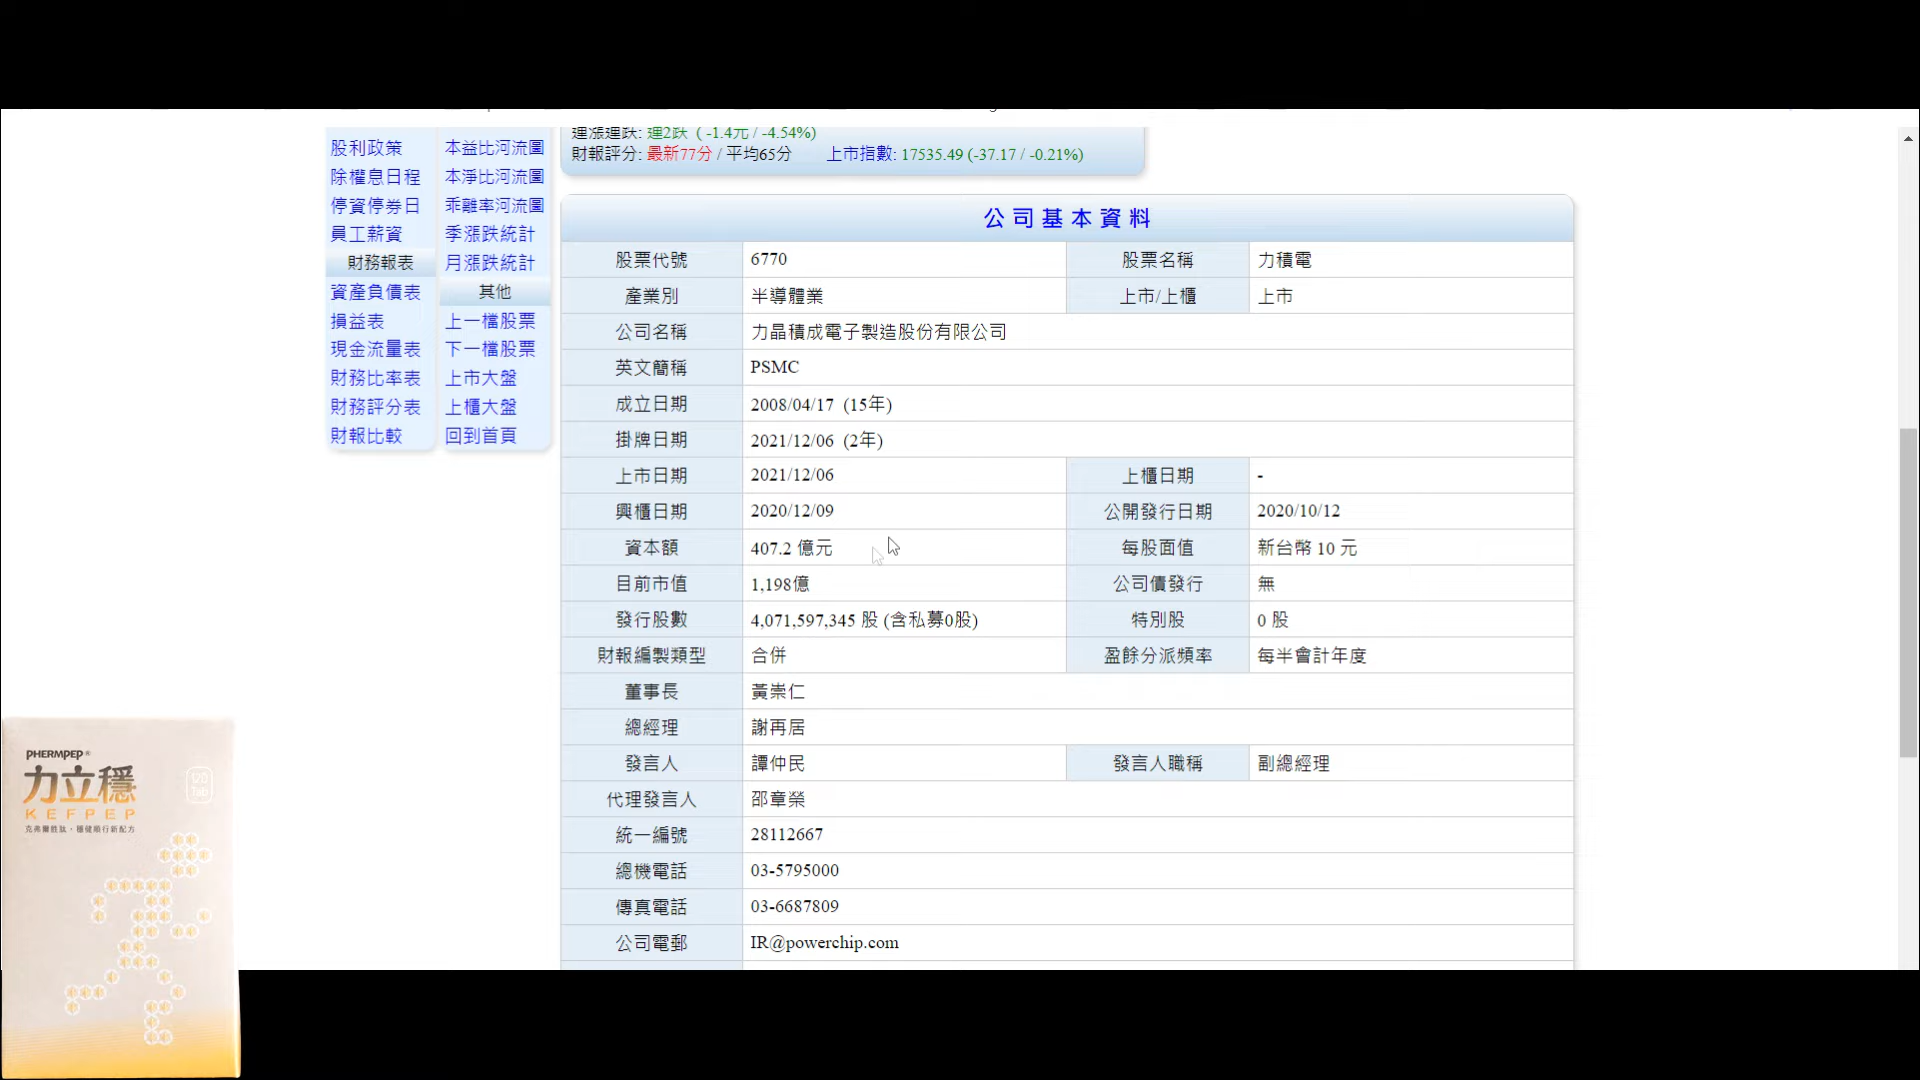 連漲連跌: 連2跌 ( -1.4元 / -4.54%)
財報評分: 最新77分 / 平均65分 上市指數: 17535.49 (-37.17 / -0.21%)
股利政策 本益比河流圖
除權息日程 本淨比河流圖
停資停券日 乖離率河流圖
員工薪資 季漲跌統計
財務報表 月漲跌統計
資產負債表 其他
損益表 上一檔股票
現金流量表 下一檔股票
財務比率表 上市大盤
財務評分表 上櫃大盤
財報比較 回到首頁
公司基本資料
股票代號 6770 股票名稱 力積電
產業別 半導體業 上市/上櫃 上市
公司名稱 力晶積成電子製造股份有限公司
英文簡稱 PSMC
成立日期 2008/04/17 (15年)
掛牌日期 2021/12/06 (2年)
上市日期 2021/12/06 上櫃日期 -
興櫃日期 2020/12/09 公開發行日期 2020/10/12
資本額 407.2 億元 每股面值 新台幣 10 元
目前市值 1,198億 公司債發行 無
發行股數 4,071,597,345 股 (含私募0股) 特別股 0 股
財報編製類型 合併 盈餘分派頻率 每半會計年度
董事長 黃崇仁
總經理 謝再居
發言人 譚仲民 發言人職稱 副總經理
代理發言人 邵章榮
統一編號 28112667
總機電話 03-5795000
傳真電話 03-6687809
公司電郵 IR@powerchip.com
PHERMPEP®
力立穩
120 Tab
KEFPEP
克弗爾胜肽・穩健順行新配方